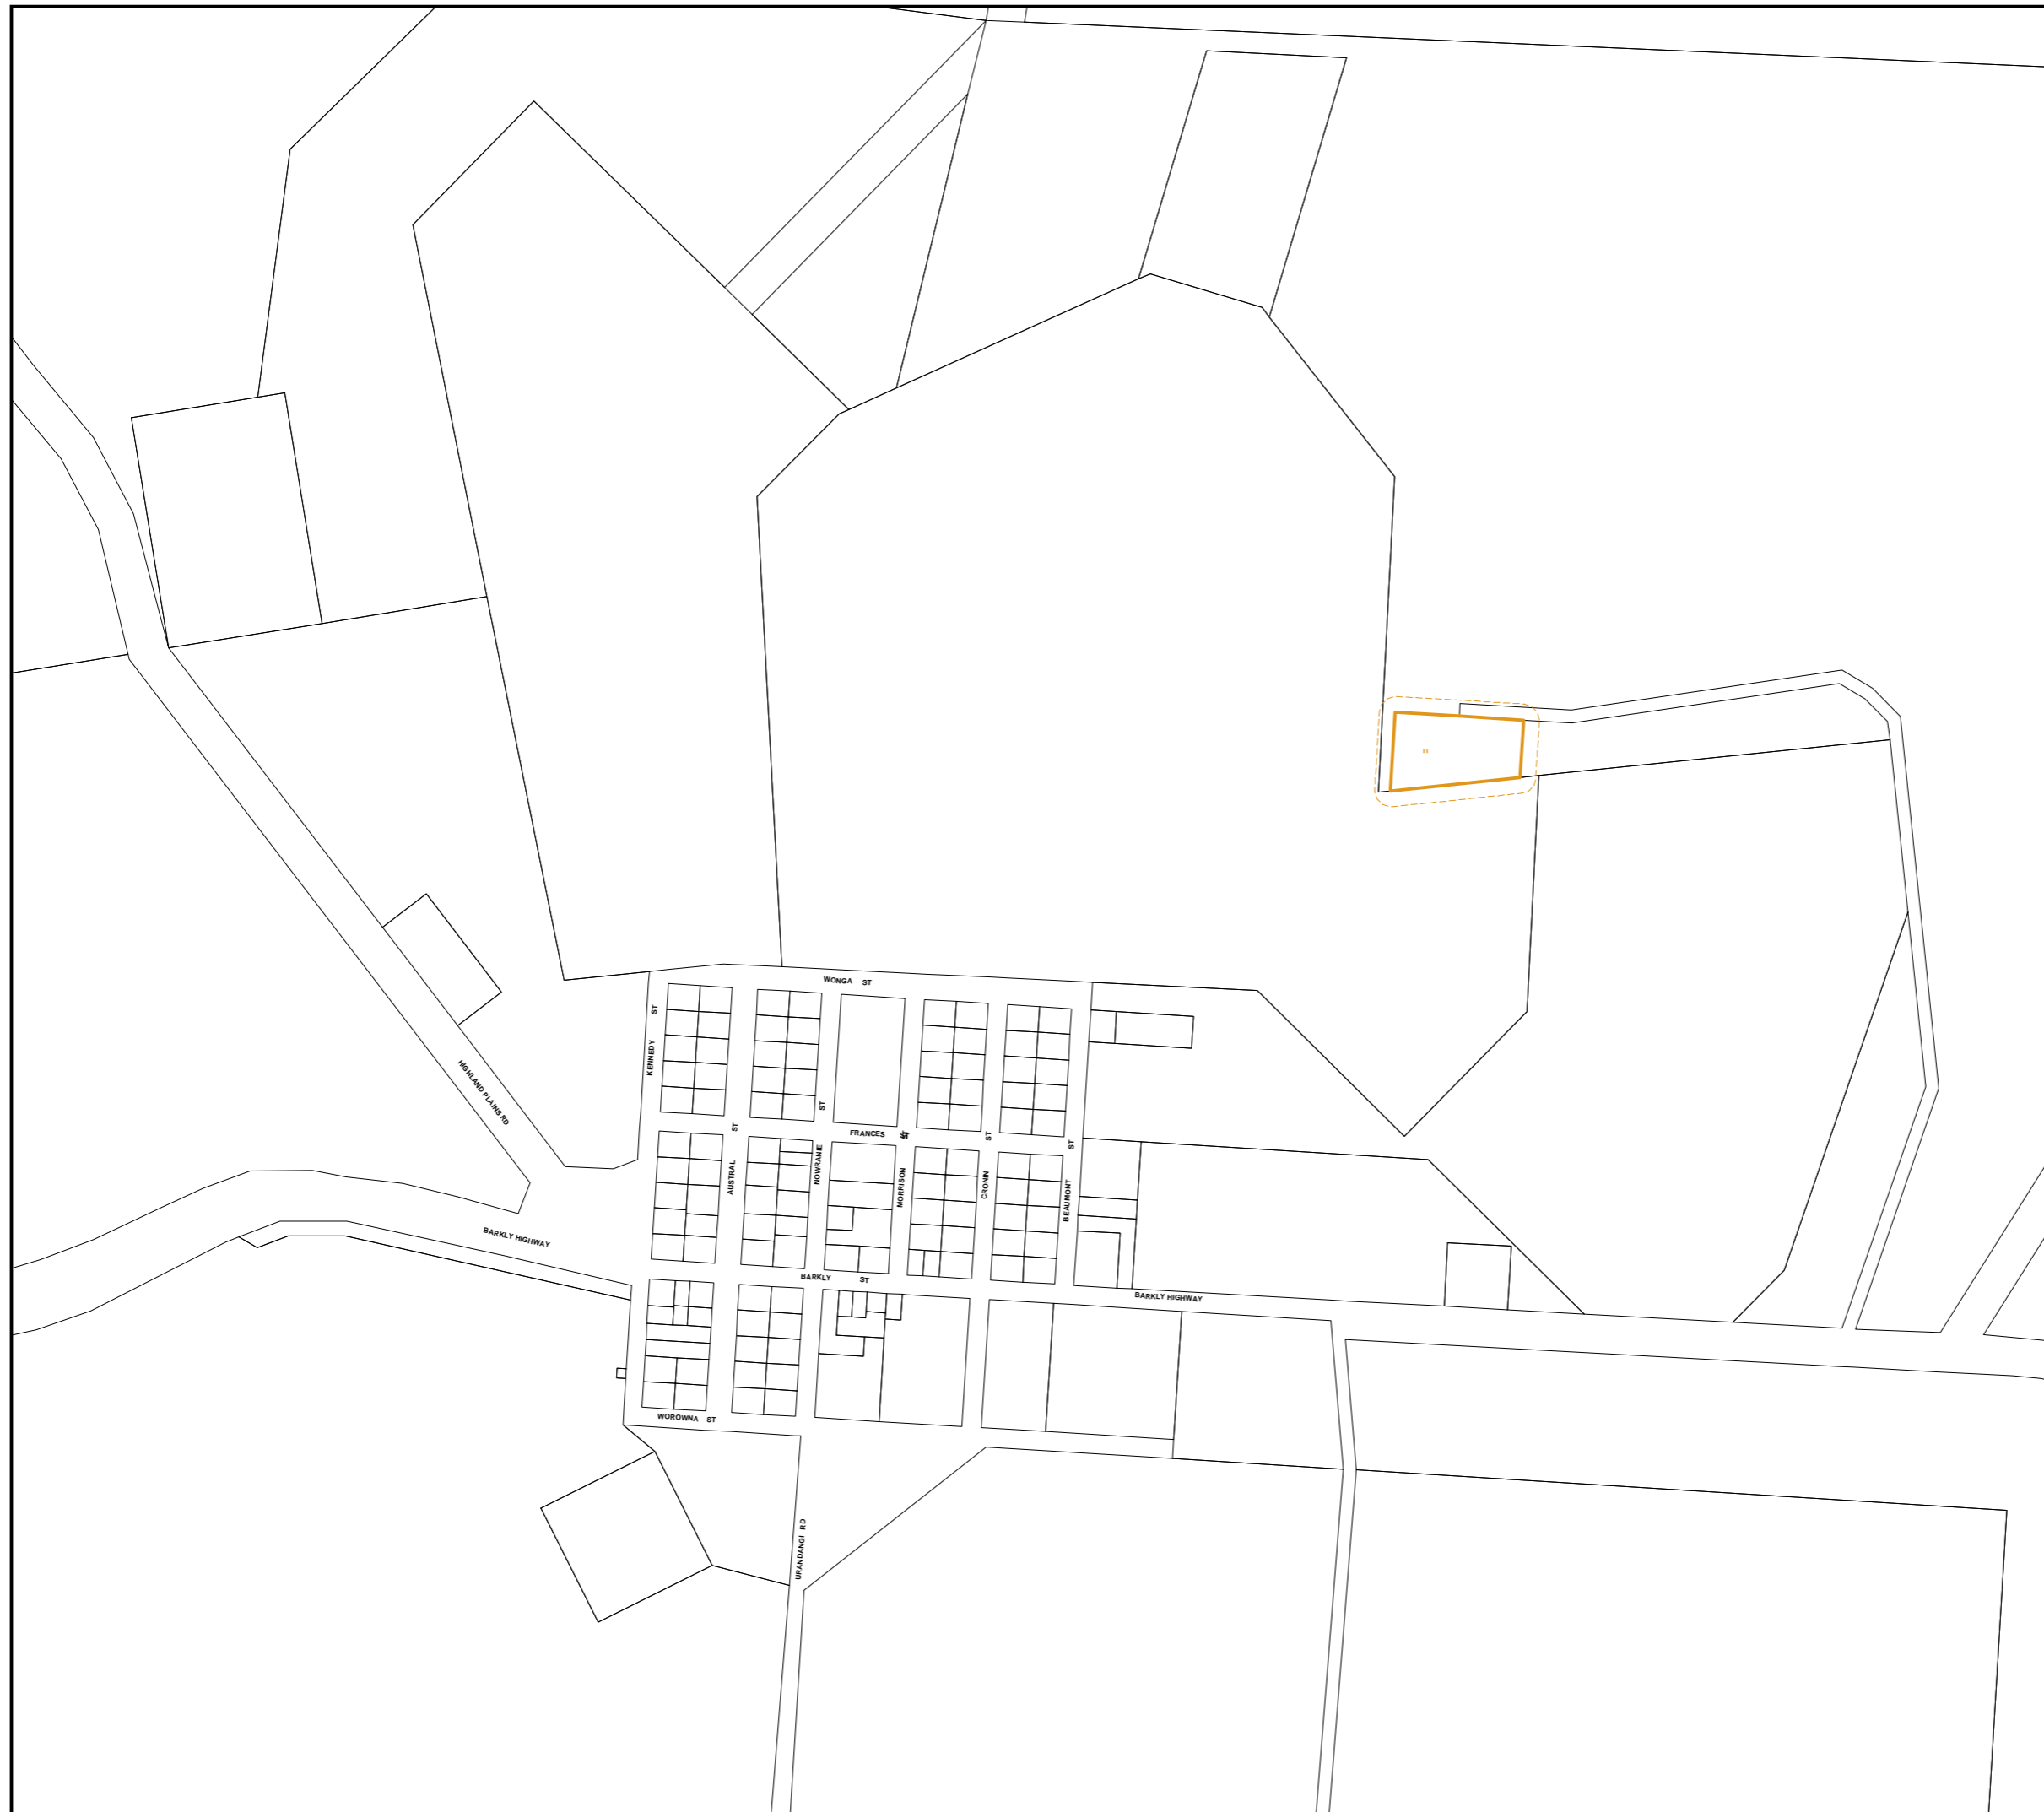 WONGA ST
ST
KENNEDY
HIGHLAND PLAINS RD
ST
ST
FRANCES ST
ST
ST
AUSTRAL
NOWRANIE
MORRISON
CRONIN
BEAUMONT
BARKLY HIGHWAY
BARKLY ST
BARKLY HIGHWAY
WOROWNA ST
URANDANGI RD